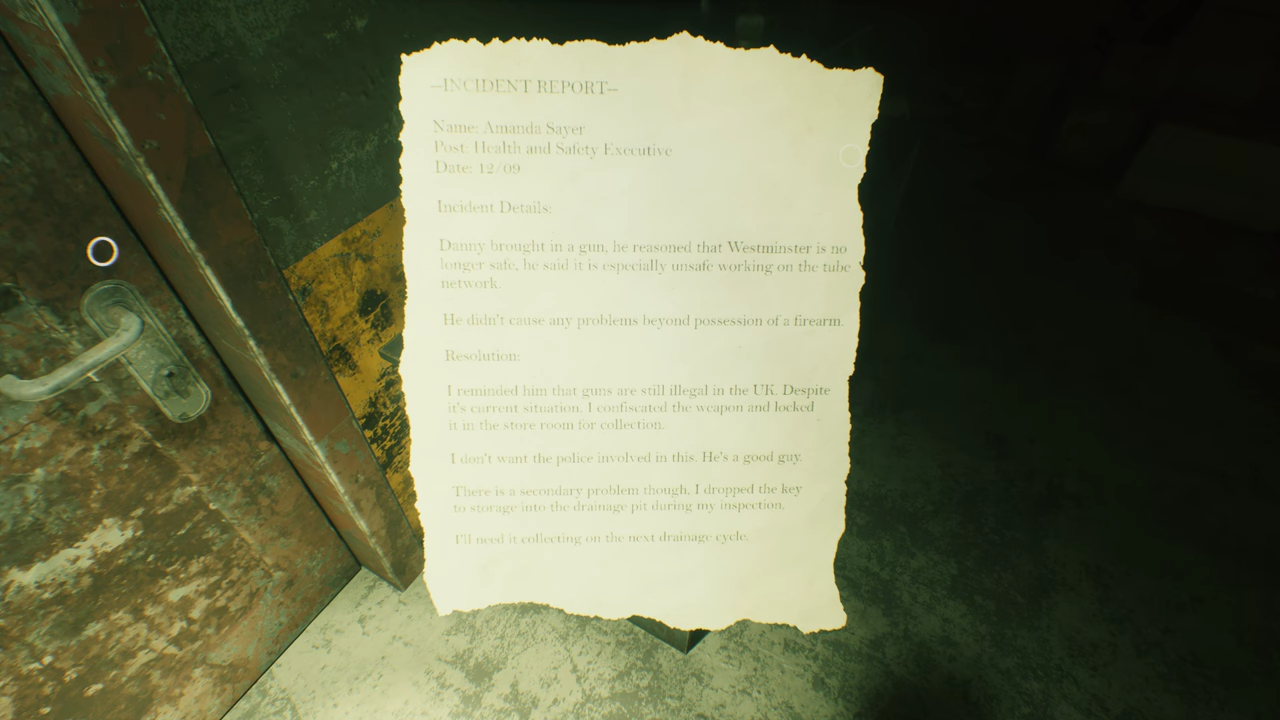 --INCIDENT REPORT--
Name: Amanda Sayer
Post: Health and Safety Executive
Date: 12/09
Incident Details:
Danny brought in a gun, he reasoned that Westminster is no
longer safe, he said it is especially unsafe working on the tube
network.
He didn't cause any problems beyond possession of a firearm.
Resolution:
I reminded him that guns are still illegal in the UK. Despite
it's current situation, I confiscated the weapon and locked
it in the store room for collection.
I don't want the police involved in this. He's a good guy.
There is a secondary problem though, I dropped the key
to storage into the drainage pit during my inspection.
I'll need it collecting on the next drainage cycle.